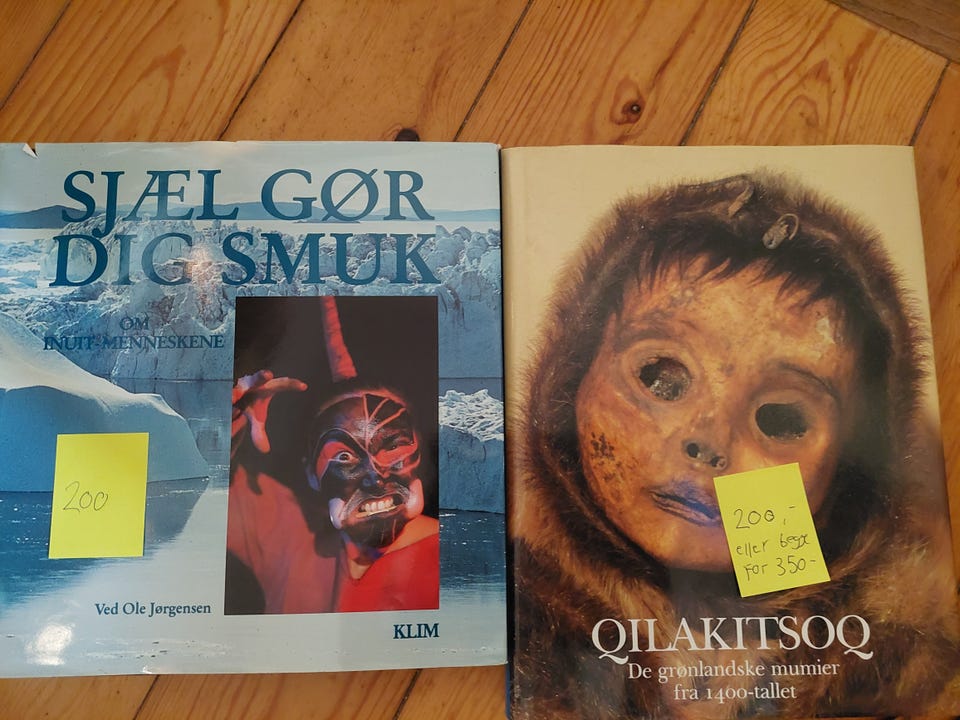 SJÆL GØR
DIG SMUK
OM
INUIT-MENNESKENE
200
Ved Ole Jørgensen
KLIM
200,-
eller begge
for 350-
QILAKITSOQ
De grønlandske mumier
fra 1400-tallet